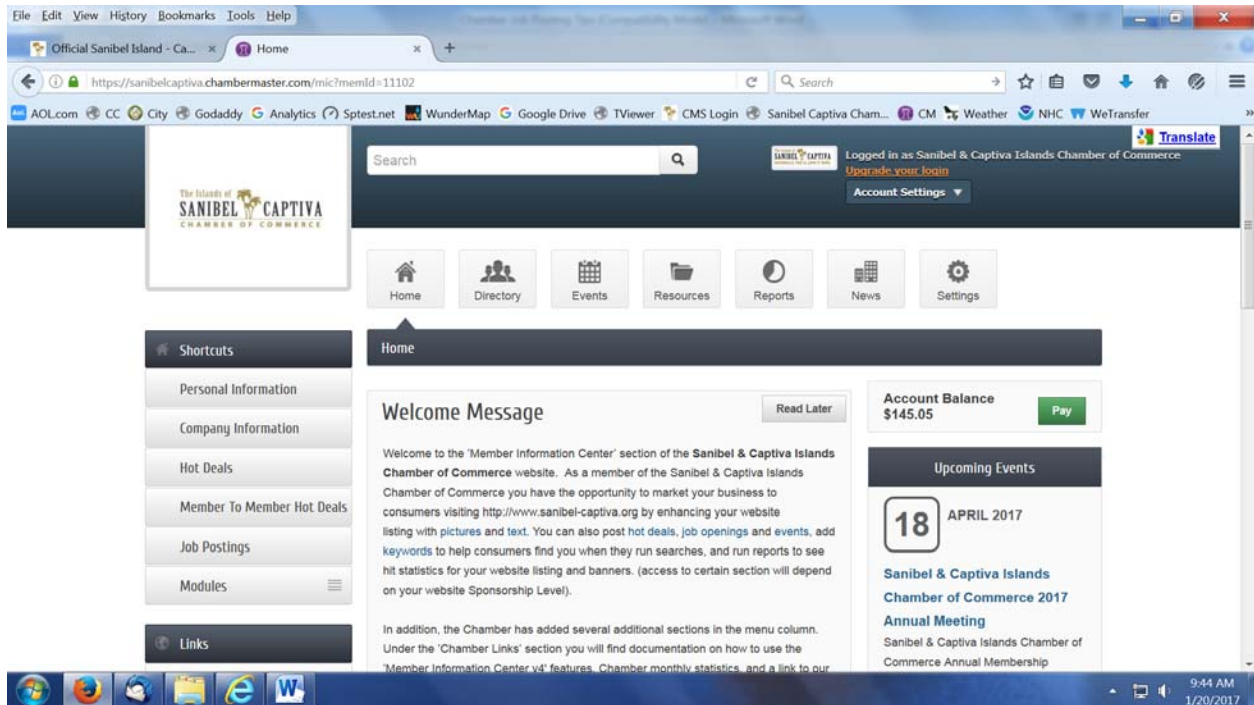 File Edit View History Bookmarks Tools Help
Official Sanibel Island - Ca... ×
Home ×
+
https://sanibelcaptiva.chambermaster.com/mic?memId=11102
Search
AOL.com CC City Godaddy Analytics Sptest.net WunderMap Google Drive TViewer CMS Login Sanibel Captiva Cham... CM Weather NHC WeTransfer »
Translate
Search
Logged in as Sanibel & Captiva Islands Chamber of Commerce
Upgrade your login
Account Settings
The Islands of
SANIBEL CAPTIVA
CHAMBER OF COMMERCE
SANIBEL CAPTIVA
Home Directory Events Resources Reports News Settings
Shortcuts
Personal Information
Company Information
Hot Deals
Member To Member Hot Deals
Job Postings
Modules
Links
Home
Welcome Message
Read Later
Welcome to the 'Member Information Center' section of the Sanibel & Captiva Islands
Chamber of Commerce website. As a member of the Sanibel & Captiva Islands
Chamber of Commerce you have the opportunity to market your business to
consumers visiting http://www.sanibel-captiva.org by enhancing your website
listing with pictures and text. You can also post hot deals, job openings and events, add
keywords to help consumers find you when they run searches, and run reports to see
hit statistics for your website listing and banners. (access to certain section will depend
on your website Sponsorship Level).
In addition, the Chamber has added several additional sections in the menu column.
Under the 'Chamber Links' section you will find documentation on how to use the
'Member Information Center v4' features, Chamber monthly statistics, and a link to our
Account Balance
$145.05
Pay
Upcoming Events
18
APRIL 2017
Sanibel & Captiva Islands
Chamber of Commerce 2017
Annual Meeting
Sanibel & Captiva Islands Chamber of
Commerce Annual Membership
9:44 AM
1/20/2017